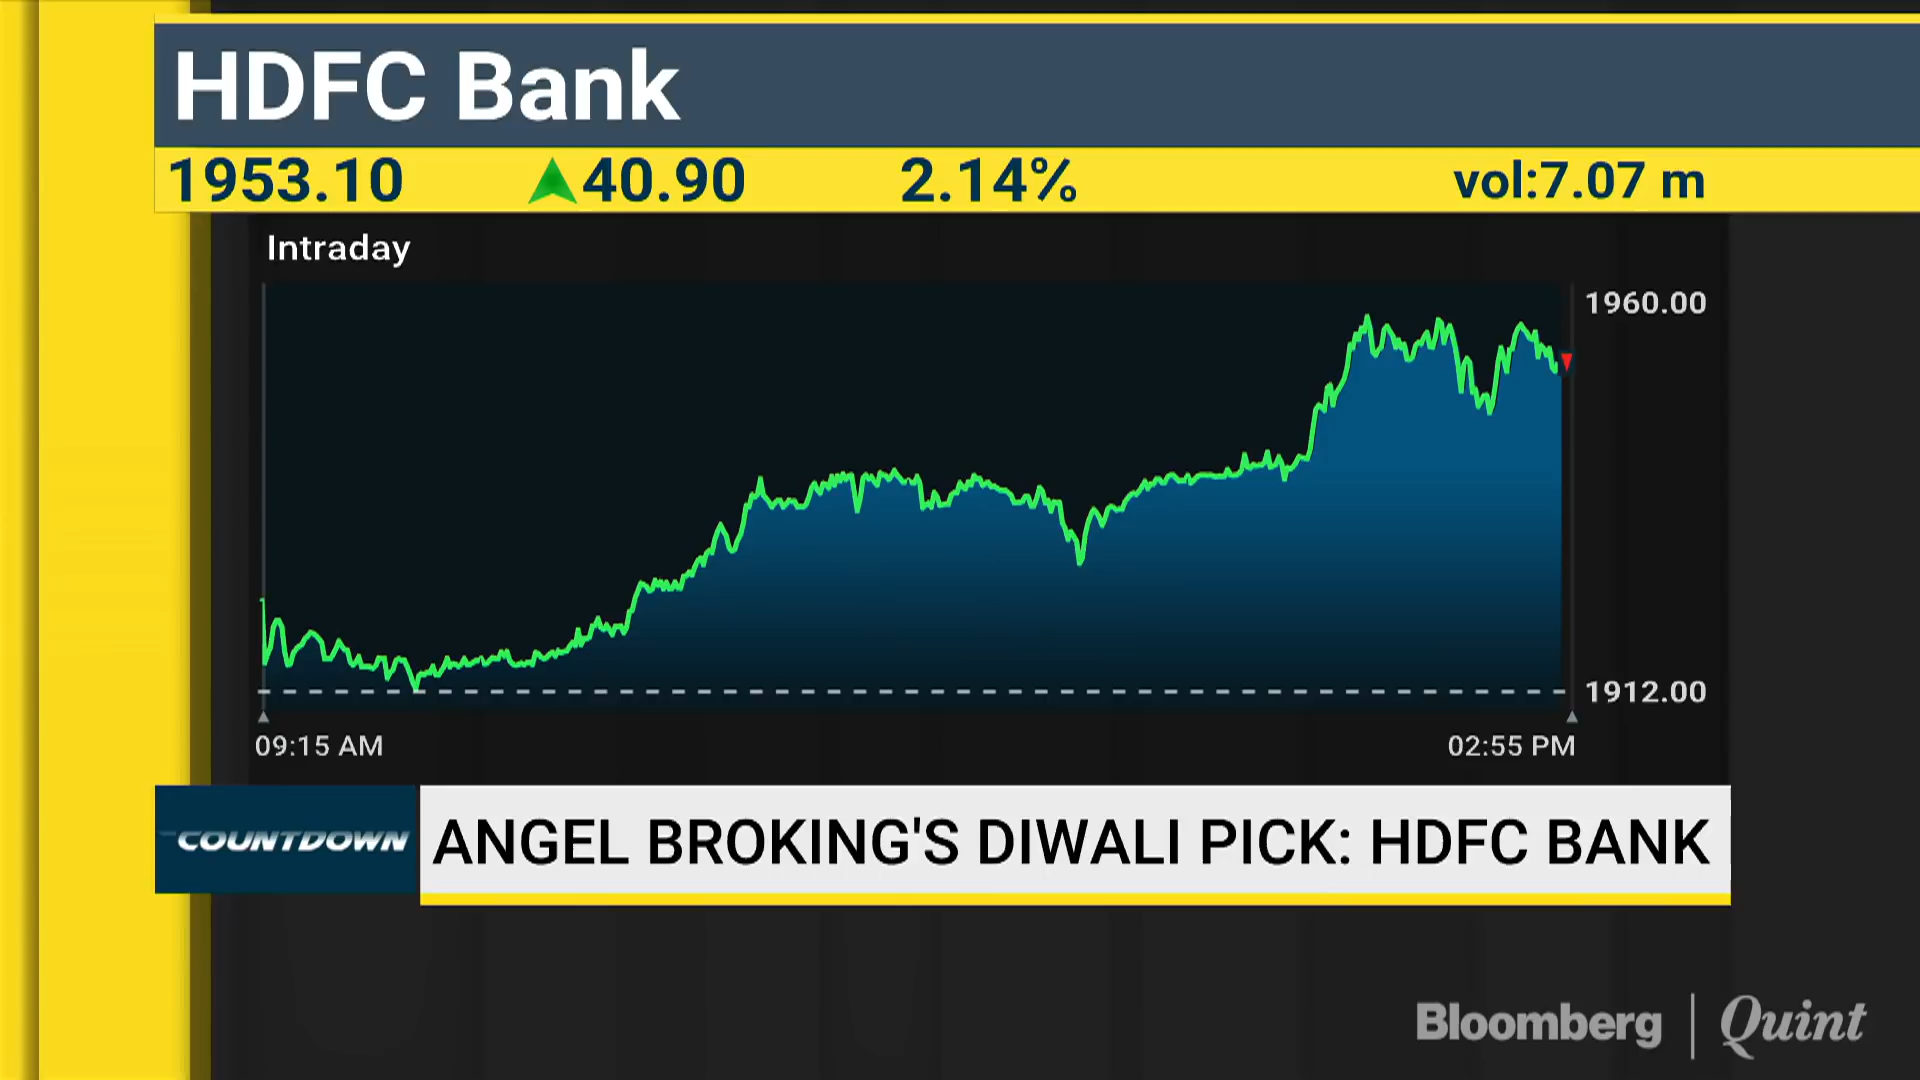 HDFC Bank
1953.10 ▲40.90 2.14% vol:7.07 m
Intraday
1960.00
1912.00
09:15 AM 02:55 PM
COUNTDOWN
ANGEL BROKING'S DIWALI PICK: HDFC BANK
Bloomberg | Quint